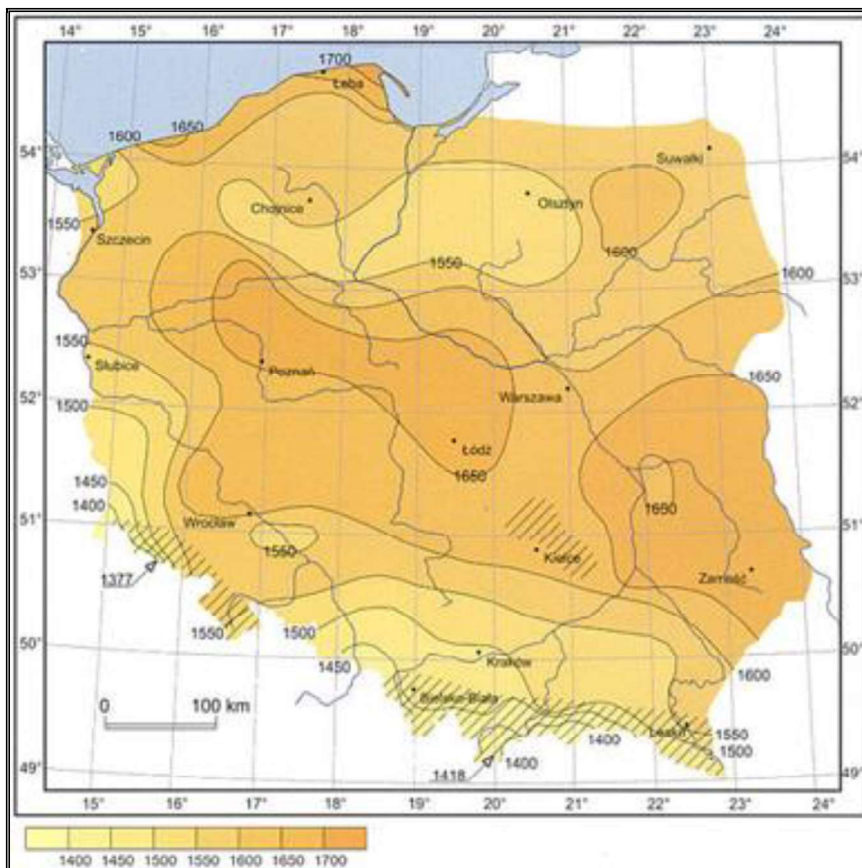 14° 15° 16° 17° 18° 19° 20° 21° 22° 23° 24°
1700
Łeba
1650
1600
54° 54°
Suwałki
Chojnice
Olsztyn
1550
Szczecin
1600
1550
53° 53°
1600
1550
Słubice
Poznań
1650
Warszawa
52° 52°
1500
Łódź
1650
1450
1400
1650
51° 51°
Wrocław
1550
Kielce
Zamość
1377
1550
1500
50° 50°
1450
Kraków
1600
0 100 km
Bielsko-Biała
Lesko
1550
1400
1500
49° 49°
1418
1400
15° 16° 17° 18° 19° 20° 21° 22° 23° 24°
1400 1450 1500 1550 1600 1650 1700